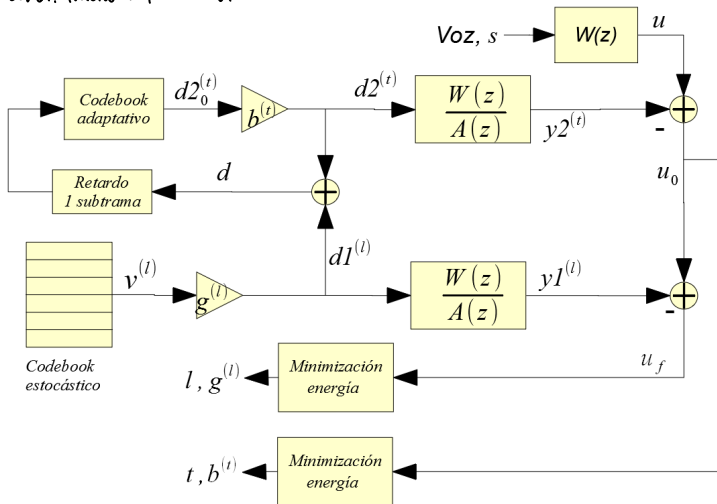 Voz, s
W(z)
u
Codebook
adaptativo
d2₀⁽ᵗ⁾
b⁽ᵗ⁾
d2⁽ᵗ⁾
W(z)
A(z)
y2⁽ᵗ⁾
-
Retardo
1 subtrama
d
u₀
v⁽ˡ⁾
g⁽ˡ⁾
d1⁽ˡ⁾
W(z)
A(z)
y1⁽ˡ⁾
-
Codebook
estocástico
l, g⁽ˡ⁾
Minimización
energía
u_f
t, b⁽ᵗ⁾
Minimización
energía